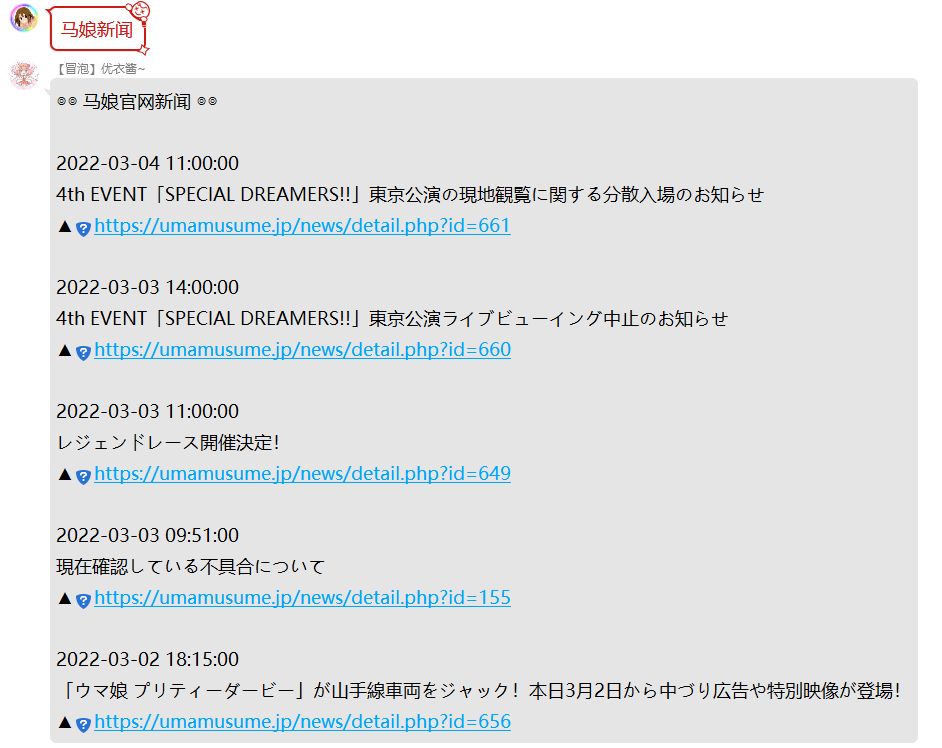 马娘新闻
【冒泡】优衣酱~
◎◎ 马娘官网新闻 ◎◎
2022-03-04 11:00:00
4th EVENT「SPECIAL DREAMERS!!」東京公演の現地観覧に関する分散入場のお知らせ
▲https://umamusume.jp/news/detail.php?id=661
2022-03-03 14:00:00
4th EVENT「SPECIAL DREAMERS!!」東京公演ライブビューイング中止のお知らせ
▲https://umamusume.jp/news/detail.php?id=660
2022-03-03 11:00:00
レジェンドレース開催決定!
▲https://umamusume.jp/news/detail.php?id=649
2022-03-03 09:51:00
現在確認している不具合について
▲https://umamusume.jp/news/detail.php?id=155
2022-03-02 18:15:00
「ウマ娘 プリティーダービー」が山手線車両をジャック！本日3月2日から中づり広告や特別映像が登場！
▲https://umamusume.jp/news/detail.php?id=656